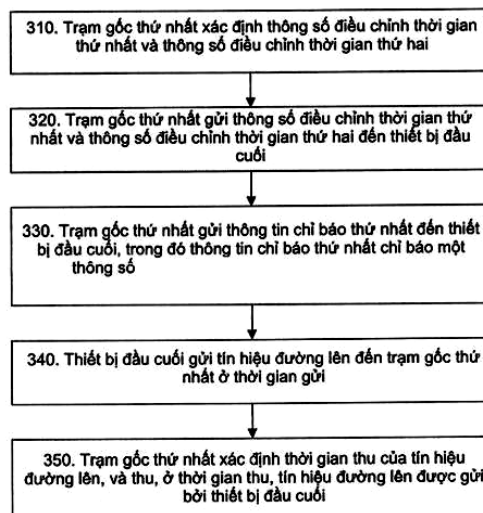 310. Trạm gốc thứ nhất xác định thông số điều chỉnh thời gian
thứ nhất và thông số điều chỉnh thời gian thứ hai
320. Trạm gốc thứ nhất gửi thông số điều chỉnh thời gian thứ
nhất và thông số điều chỉnh thời gian thứ hai đến thiết bị đầu
cuối
330. Trạm gốc thứ nhất gửi thông tin chỉ báo thứ nhất đến thiết
bị đầu cuối, trong đó thông tin chỉ báo thứ nhất chỉ báo một
thông số
340. Thiết bị đầu cuối gửi tín hiệu đường lên đến trạm gốc thứ
nhất ở thời gian gửi
350. Trạm gốc thứ nhất xác định thời gian thu của tín hiệu
đường lên, và thu, ở thời gian thu, tín hiệu đường lên được gửi
bởi thiết bị đầu cuối